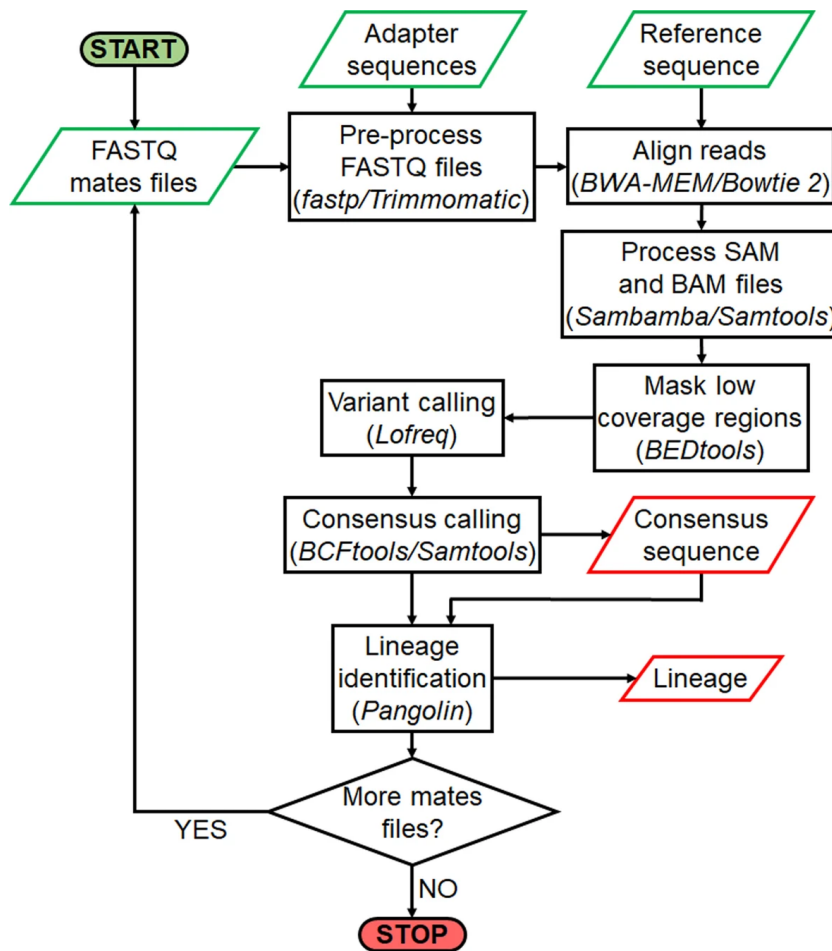 START
Adapter
sequences
Reference
sequence
FASTQ
mates files
Pre-process
FASTQ files
(fastp/Trimmomatic)
Align reads
(BWA-MEM/Bowtie 2)
Process SAM
and BAM files
(Sambamba/Samtools)
Mask low
coverage regions
(BEDtools)
Variant calling
(Lofreq)
Consensus calling
(BCFtools/Samtools)
Consensus
sequence
Lineage
identification
(Pangolin)
Lineage
More mates
files?
YES
NO
STOP